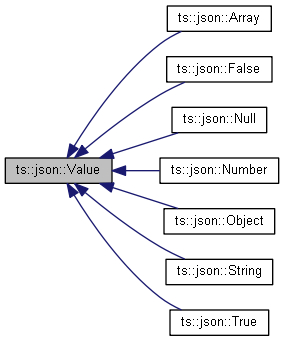 ts::json::Array
ts::json::False
ts::json::Null
ts::json::Value
ts::json::Number
ts::json::Object
ts::json::String
ts::json::True